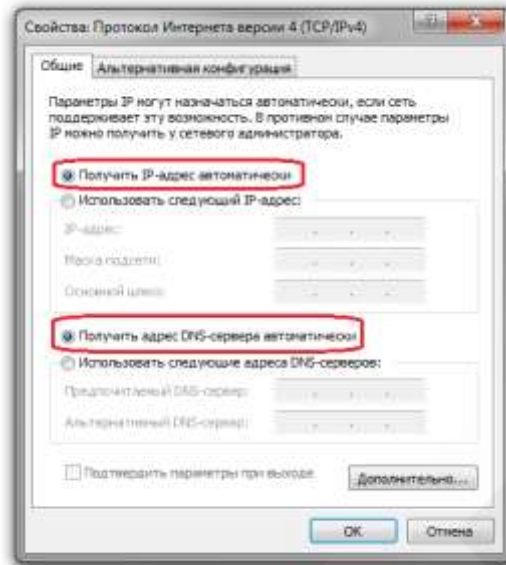 Свойства: Протокол Интернета версии 4 (TCP/IPv4)
Общие
Альтернативная конфигурация
Параметры IP могут назначаться автоматически, если сеть
поддерживает эту возможность. В противном случае параметры
IP можно получить у сетевого администратора.
Получить IP-адрес автоматически
Использовать следующий IP-адрес:
IP-адрес:
Маска подсети:
Основной шлюз:
Получить адрес DNS-сервера автоматически
Использовать следующие адреса DNS-серверов:
Предпочитаемый DNS-сервер:
Альтернативный DNS-сервер:
Подтвердить параметры при выходе
Дополнительно...
OK
Отмена